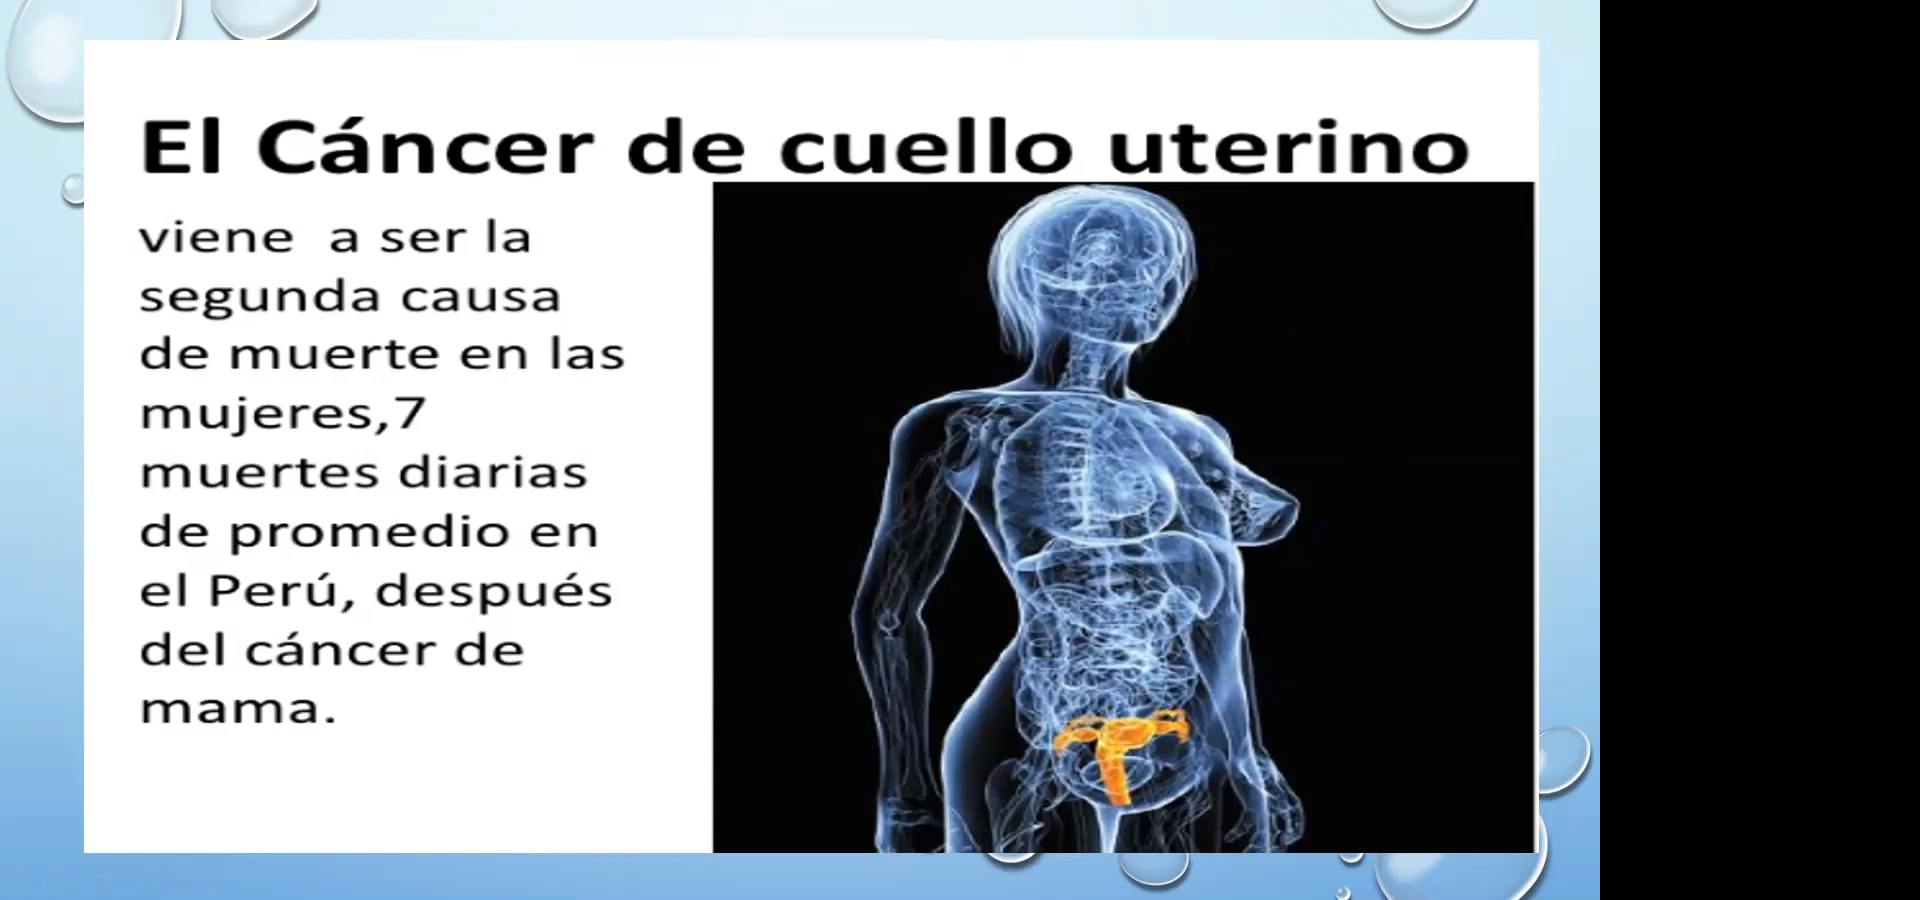 El Cáncer de cuello uterino
viene a ser la
segunda causa
de muerte en las
mujeres,7
muertes diarias
de promedio en
el Perú, después
del cáncer de
mama.